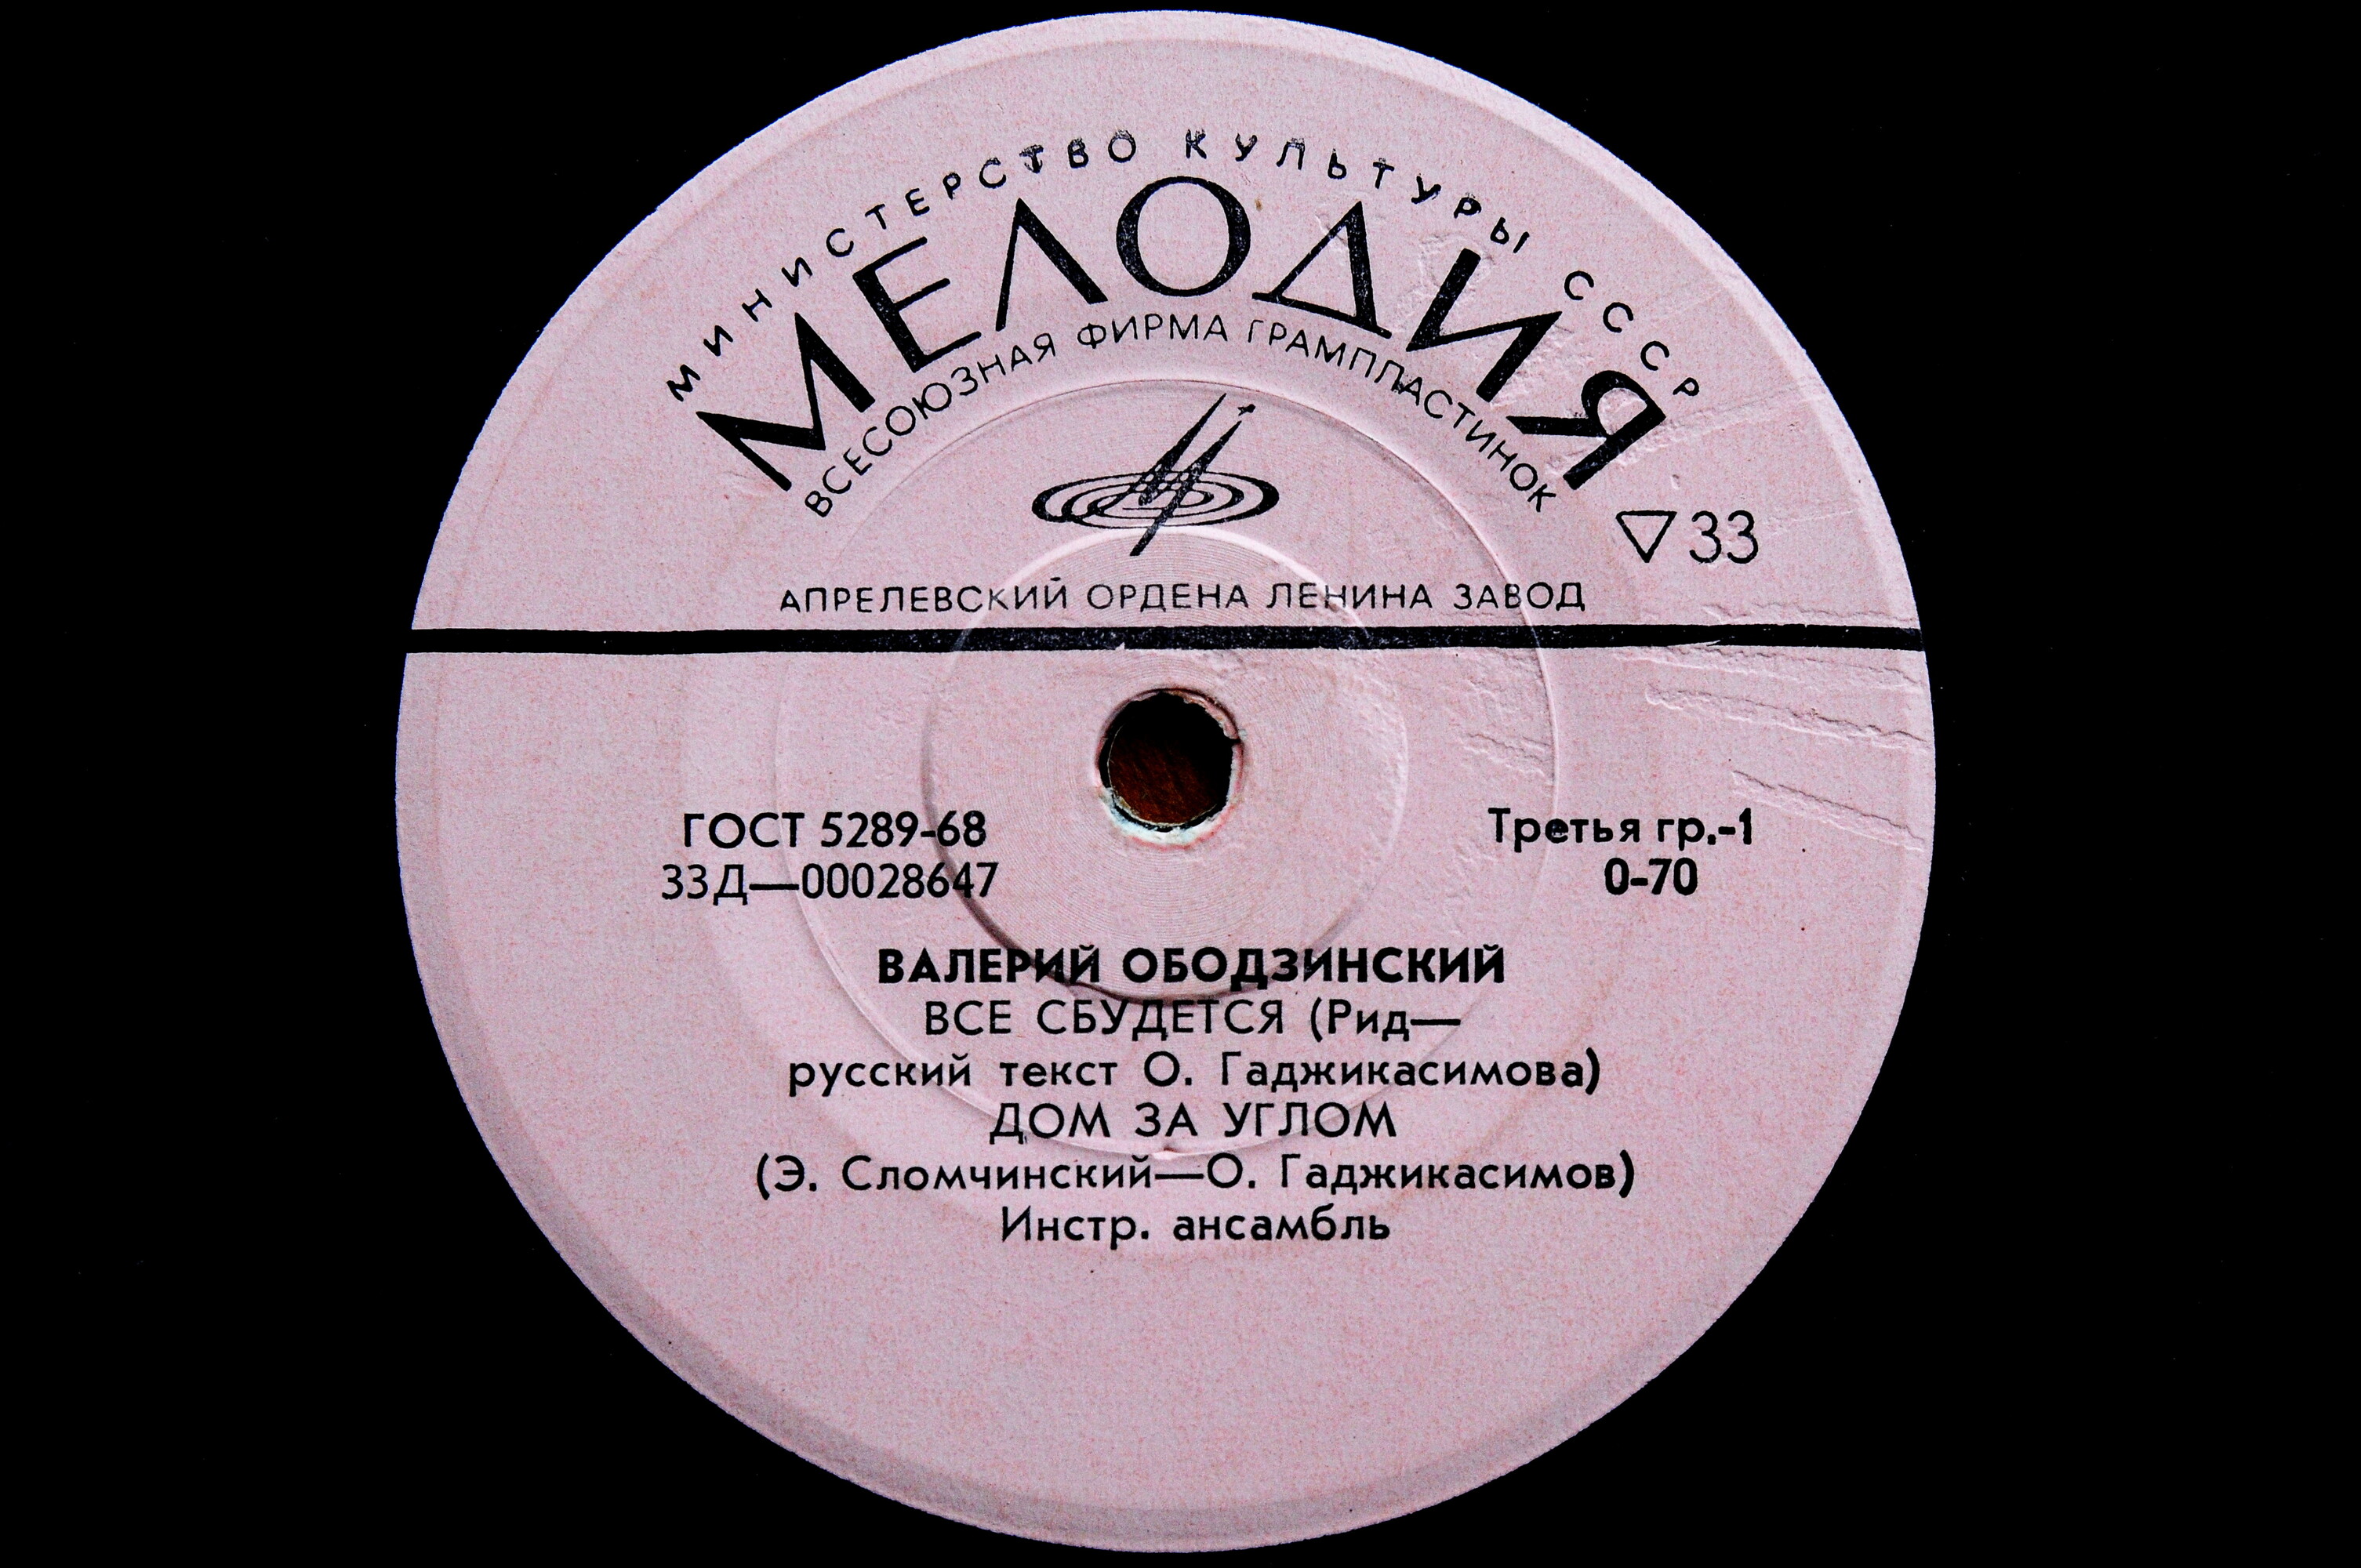 МИНИСТЕРСТВО КУЛЬТУРЫ СССР
МЕЛОДИЯ
ВСЕСОЮЗНАЯ ФИРМА ГРАМПЛАСТИНОК
▽33
АПРЕЛЕВСКИЙ ОРДЕНА ЛЕНИНА ЗАВОД
ГОСТ 5289-68
33Д—00028647
Третья гр.-1
0-70
ВАЛЕРИЙ ОБОДЗИНСКИЙ
ВСЕ СБУДЕТСЯ (Рид—
русский текст О. Гаджикасимова)
ДОМ ЗА УГЛОМ
(Э. Сломчинский—О. Гаджикасимов)
Инстр. ансамбль